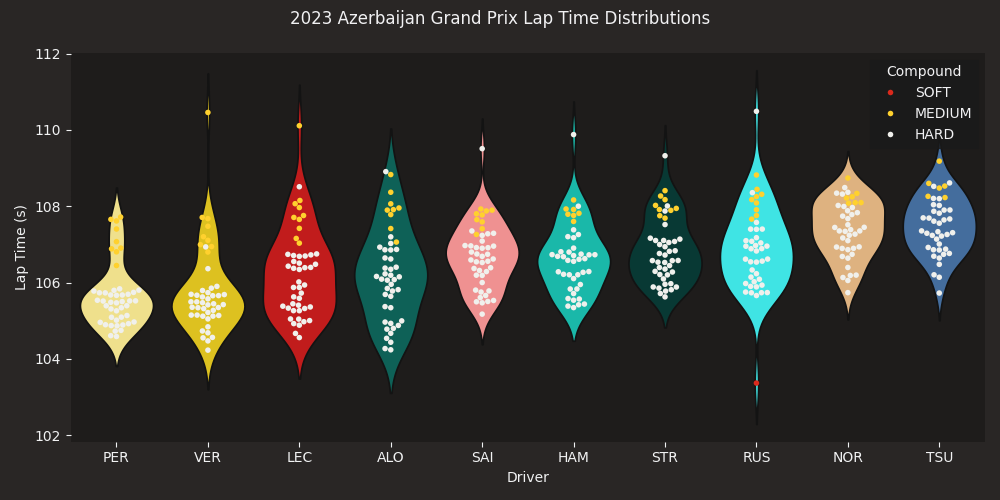 2023 Azerbaijan Grand Prix Lap Time Distributions
112
110
108
106
104
102
Lap Time (s)
Compound
SOFT
MEDIUM
HARD
PER VER LEC ALO SAI HAM STR RUS NOR TSU
Driver